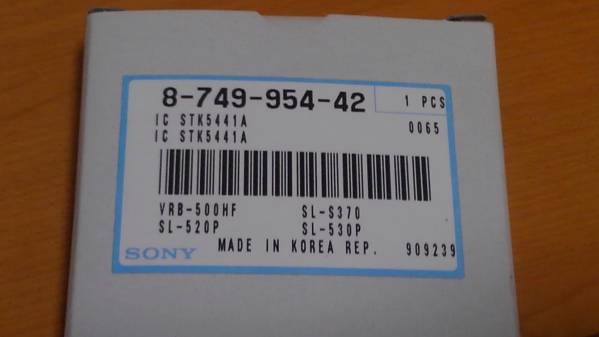 8-749-954-42 1 PCS
IC STK5441A 0065
IC STK5441A
VRB-500HF SL-S370
SL-520P SL-530P
SONY MADE IN KOREA REP. 909239